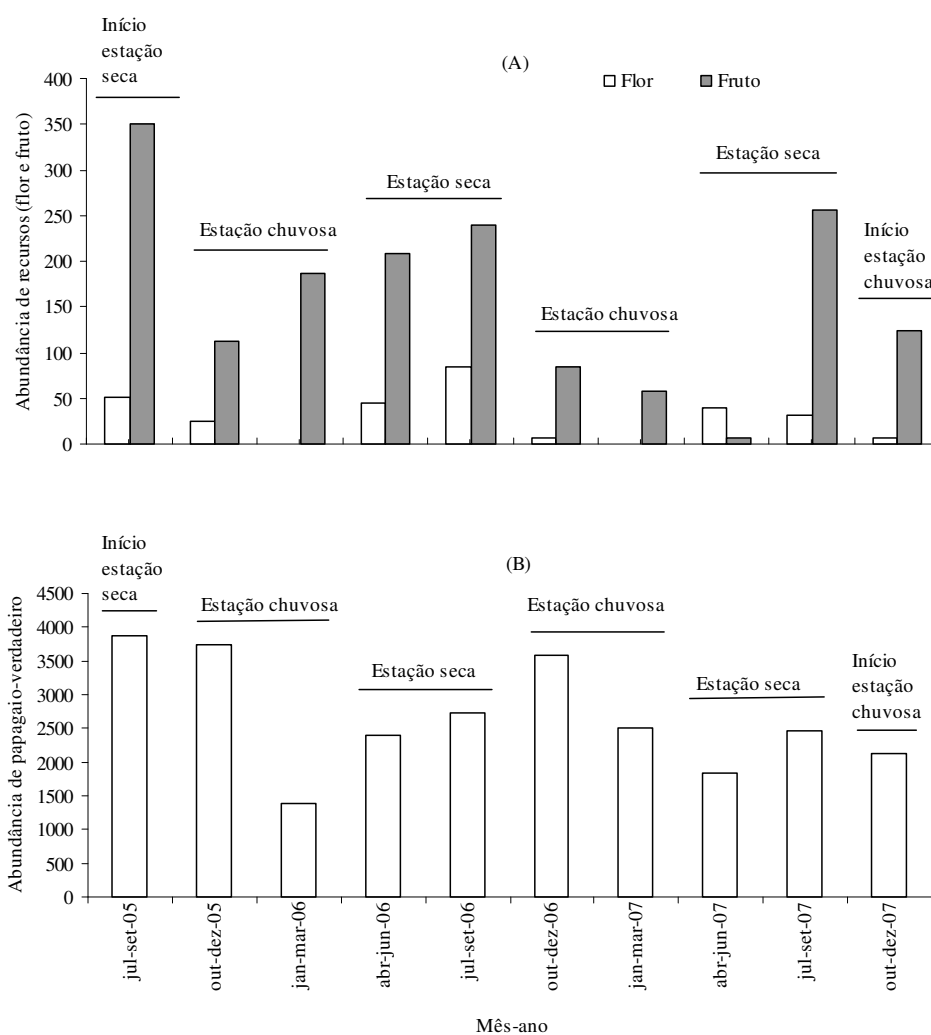 Início
estação
seca
(A)
Flor
Fruto
Estação chuvosa
Estação seca
Estacão chuvosa
Estação seca
Início
estação
chuvosa
Abundância de recursos (flor e fruto)
400
350
300
250
200
150
100
50
0
Início
estação
seca
(B)
Estação chuvosa
Estação seca
Estação chuvosa
Estação seca
Início
estação
chuvosa
Abundância de papagaio-verdadeiro
4500
4000
3500
3000
2500
2000
1500
1000
500
0
jul-set-05
out-dez-05
jan-mar-06
abr-jun-06
jul-set-06
out-dez-06
jan-mar-07
abr-jun-07
jul-set-07
out-dez-07
Mês-ano